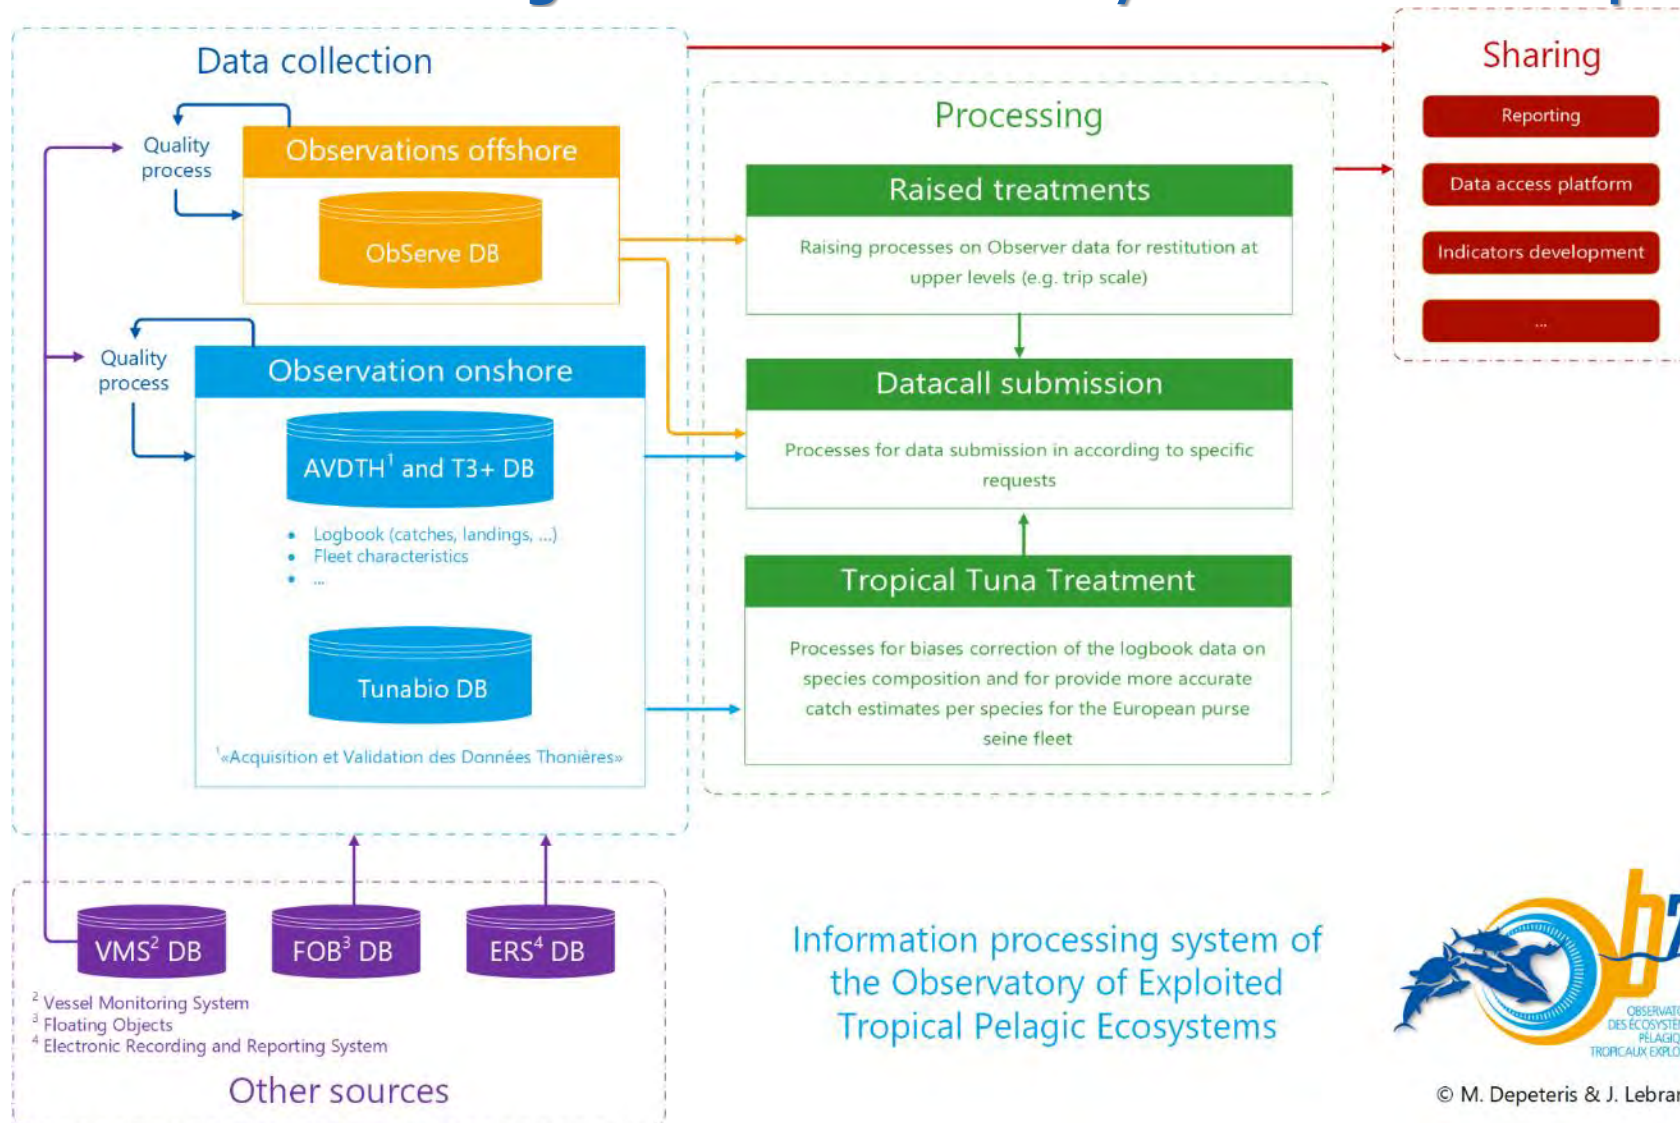 Data collection
Quality
process
Observations offshore
ObServe DB
Quality
process
Observation onshore
AVDTH¹ and T3+ DB
• Logbook (catches, landings, ...)
• Fleet characteristics
• ...
Tunabio DB
¹«Acquisition et Validation des Données Thonières»
Processing
Raised treatments
Raising processes on Observer data for restitution at
upper levels (e.g. trip scale)
Datacall submission
Processes for data submission in according to specific
requests
Tropical Tuna Treatment
Processes for biases correction of the logbook data on
species composition and for provide more accurate
catch estimates per species for the European purse
seine fleet
Sharing
Reporting
Data access platform
Indicators development
...
VMS² DB
FOB³ DB
ERS⁴ DB
² Vessel Monitoring System
³ Floating Objects
⁴ Electronic Recording and Reporting System
Other sources
Information processing system of
the Observatory of Exploited
Tropical Pelagic Ecosystems
© M. Depeteris & J. Lebran